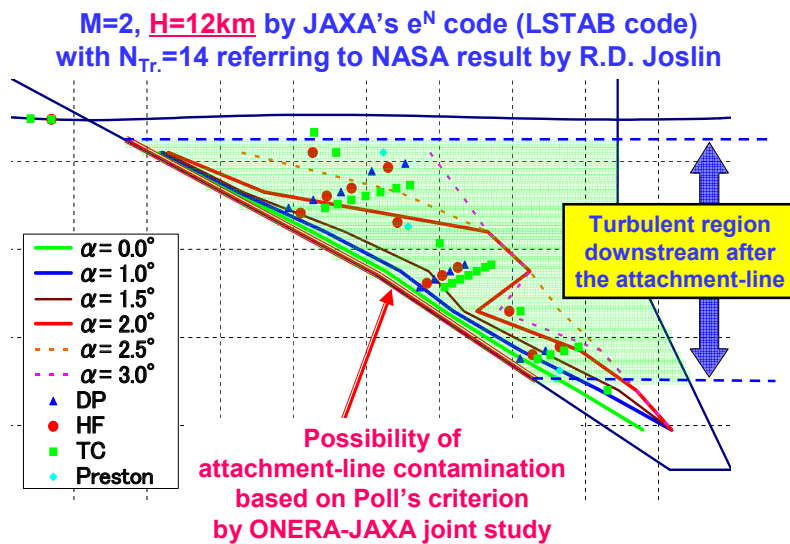 M=2, H=12km by JAXA's e^N code (LSTAB code)
with N_Tr.=14 referring to NASA result by R.D. Joslin
α= 0.0°
α= 1.0°
α= 1.5°
α= 2.0°
α= 2.5°
α= 3.0°
DP
HF
TC
Preston
Turbulent region
downstream after
the attachment-line
Possibility of
attachment-line contamination
based on Poll's criterion
by ONERA-JAXA joint study